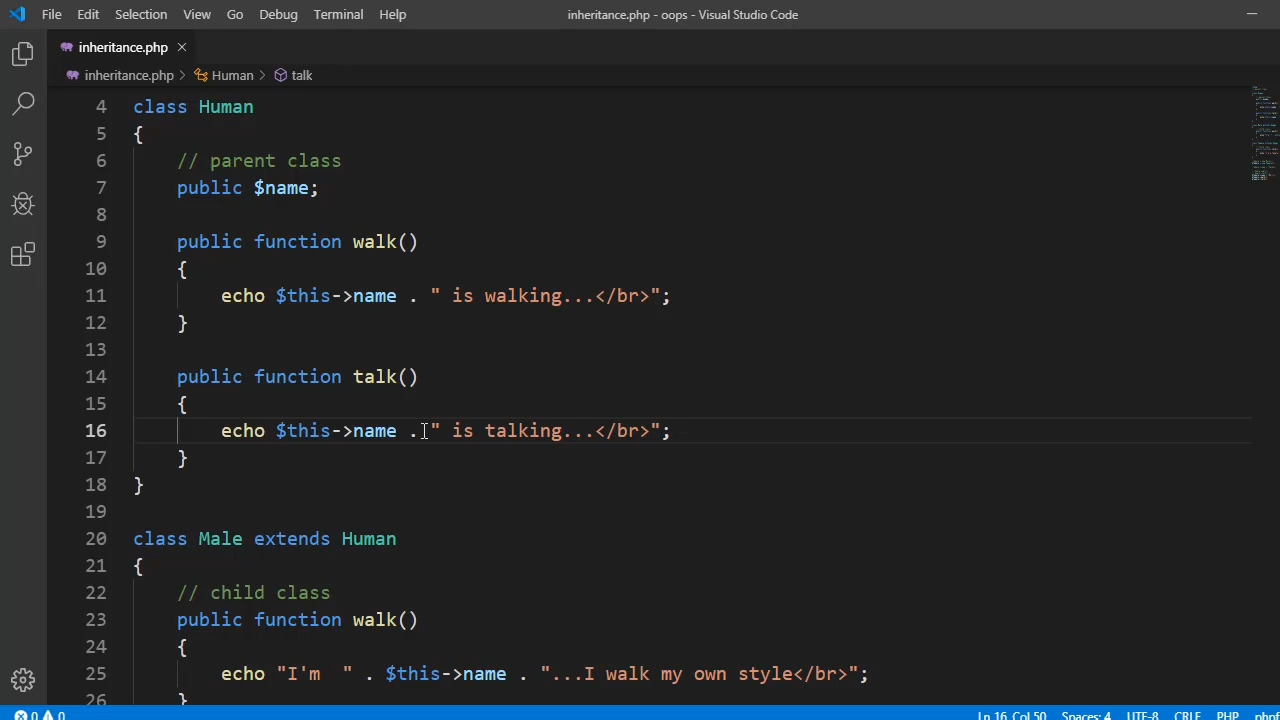 File Edit Selection View Go Debug Terminal Help inheritance.php - oops - Visual Studio Code
inheritance.php
inheritance.php > Human > talk
4 class Human
5 {
6 // parent class
7 public $name;
8
9 public function walk()
10 {
11 echo $this->name . " is walking...</br>";
12 }
13
14 public function talk()
15 {
16 echo $this->name . " is talking...</br>";
17 }
18 }
19
20 class Male extends Human
21 {
22 // child class
23 public function walk()
24 {
25 echo "I'm  " . $this->name . "...I walk my own style</br>";
26 }
0 0 Ln 16, Col 50 Spaces: 4 UTF-8 CRLF PHP